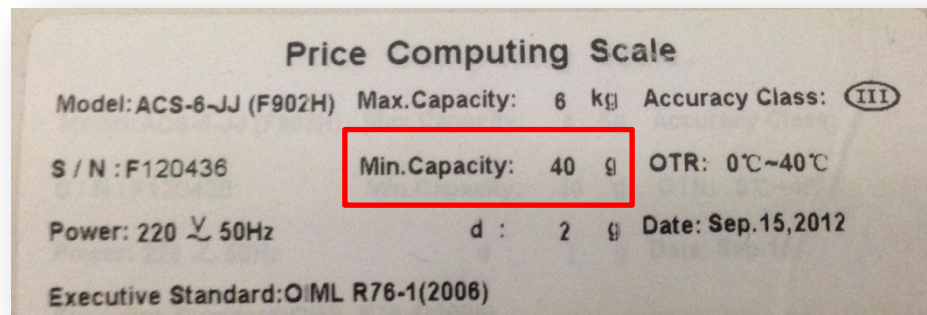 Price Computing Scale
Model: ACS-6-JJ (F902H) Max.Capacity: 6 kg Accuracy Class: III
S / N : F120436 Min.Capacity: 40 g OTR: 0℃~40℃
Power: 220 V 50Hz d : 2 g Date: Sep.15,2012
Executive Standard:OIML R76-1(2006)